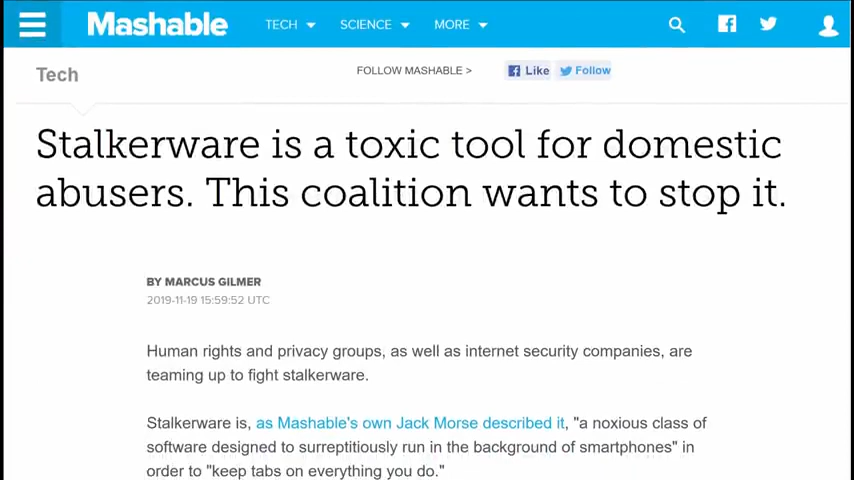 Mashable TECH SCIENCE MORE
Tech FOLLOW MASHABLE > Like Follow
Stalkerware is a toxic tool for domestic
abusers. This coalition wants to stop it.
BY MARCUS GILMER
2019-11-19 15:59:52 UTC
Human rights and privacy groups, as well as internet security companies, are
teaming up to fight stalkerware.
Stalkerware is, as Mashable's own Jack Morse described it, "a noxious class of
software designed to surreptitiously run in the background of smartphones" in
order to "keep tabs on everything you do."